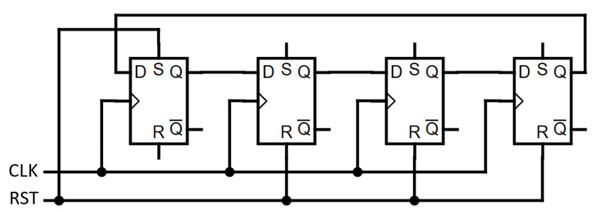 D S Q D S Q D S Q D S Q
R Q̅ R Q̅ R Q̅ R Q̅
CLK
RST